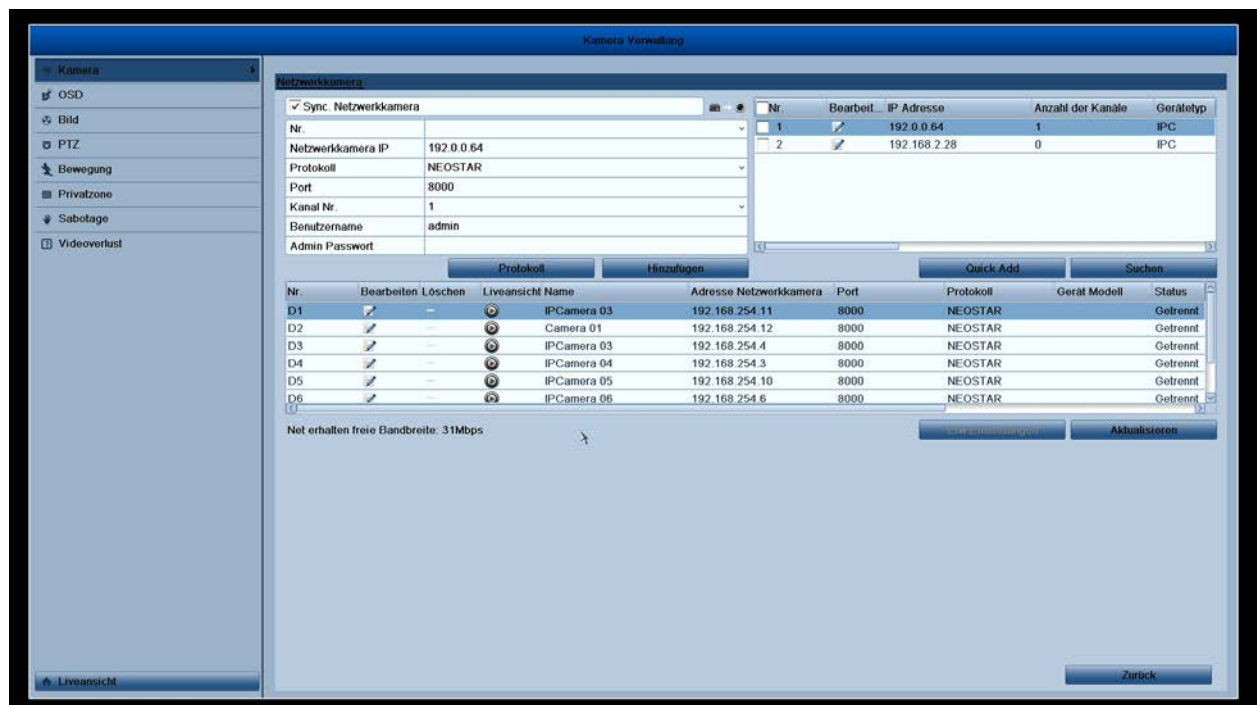 Kamera Verwaltung
Kamera
OSD
Bild
PTZ
Bewegung
Privatzone
Sabotage
Videoverlust
Liveansicht
Netzwerkkamera
Sync. Netzwerkkamera
Nr.
Netzwerkkamera IP 192.0.0.64
Protokoll NEOSTAR
Port 8000
Kanal Nr. 1
Benutzername admin
Admin Passwort
Nr. Bearbeit... IP Adresse Anzahl der Kanäle Gerätetyp
1 192.0.0.64 1 IPC
2 192.168.2.28 0 IPC
Protokoll Hinzufügen Quick Add Suchen
Nr. Bearbeiten Löschen Liveansicht Name Adresse Netzwerkkamera Port Protokoll Gerät Modell Status
D1 IPCamera 03 192.168.254.11 8000 NEOSTAR Getrennt
D2 Camera 01 192.168.254.12 8000 NEOSTAR Getrennt
D3 IPCamera 03 192.168.254.4 8000 NEOSTAR Getrennt
D4 IPCamera 04 192.168.254.3 8000 NEOSTAR Getrennt
D5 IPCamera 05 192.168.254.10 8000 NEOSTAR Getrennt
D6 IPCamera 06 192.168.254.6 8000 NEOSTAR Getrennt
Net erhalten freie Bandbreite: 31Mbps
Aktualisieren
Zurück